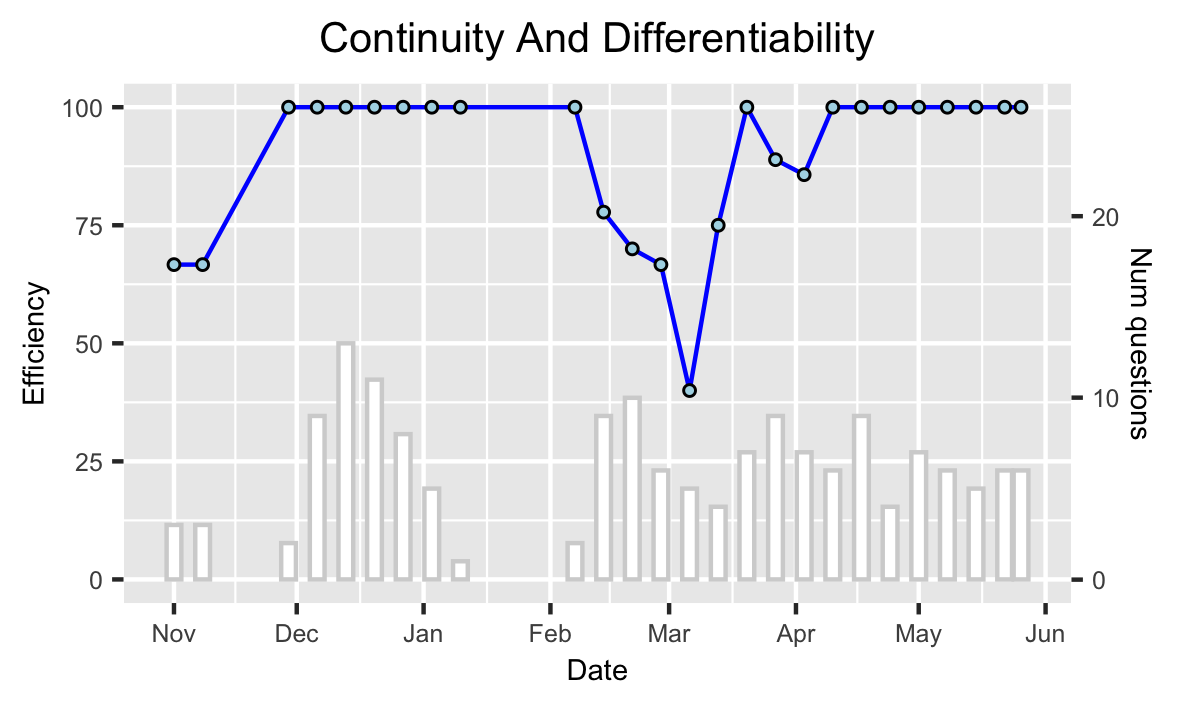 Continuity And Differentiability
100
75
50
25
0
Efficiency
20
10
0
Num questions
Nov Dec Jan Feb Mar Apr May Jun
Date